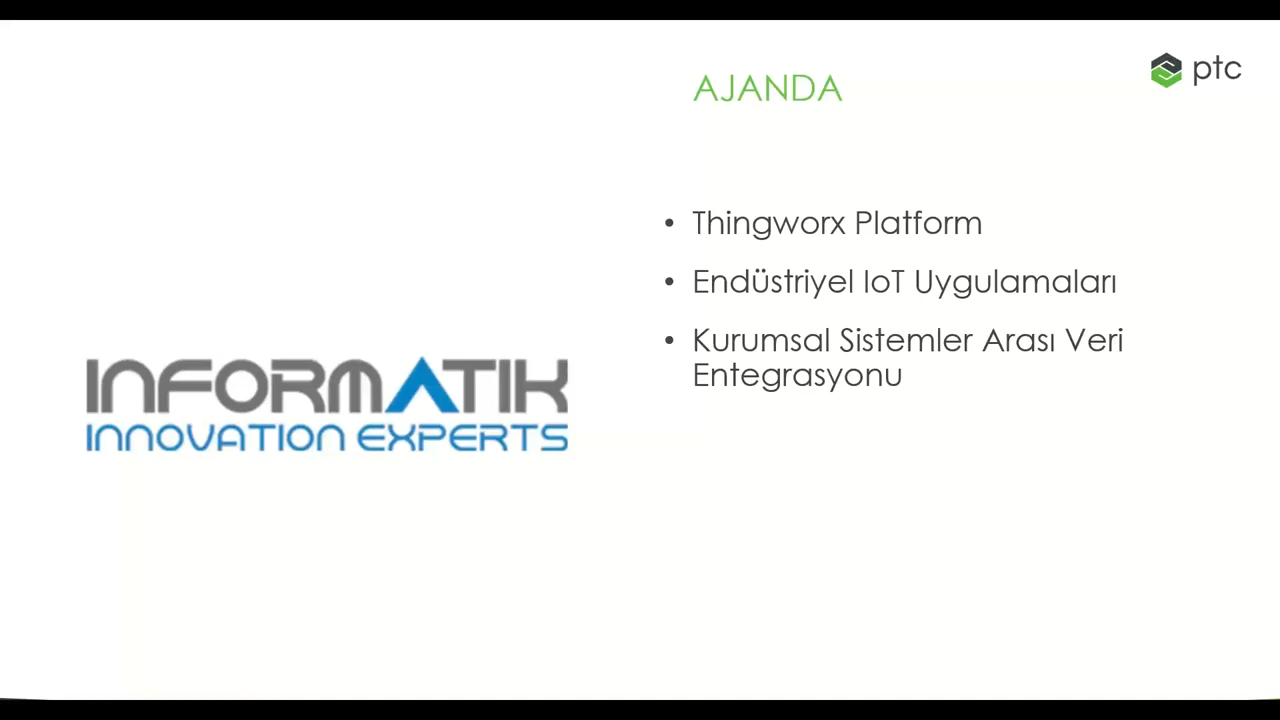 ptc
AJANDA
• Thingworx Platform
• Endüstriyel IoT Uygulamaları
• Kurumsal Sistemler Arası Veri
Entegrasyonu
INFORMATIK
INNOVATION EXPERTS